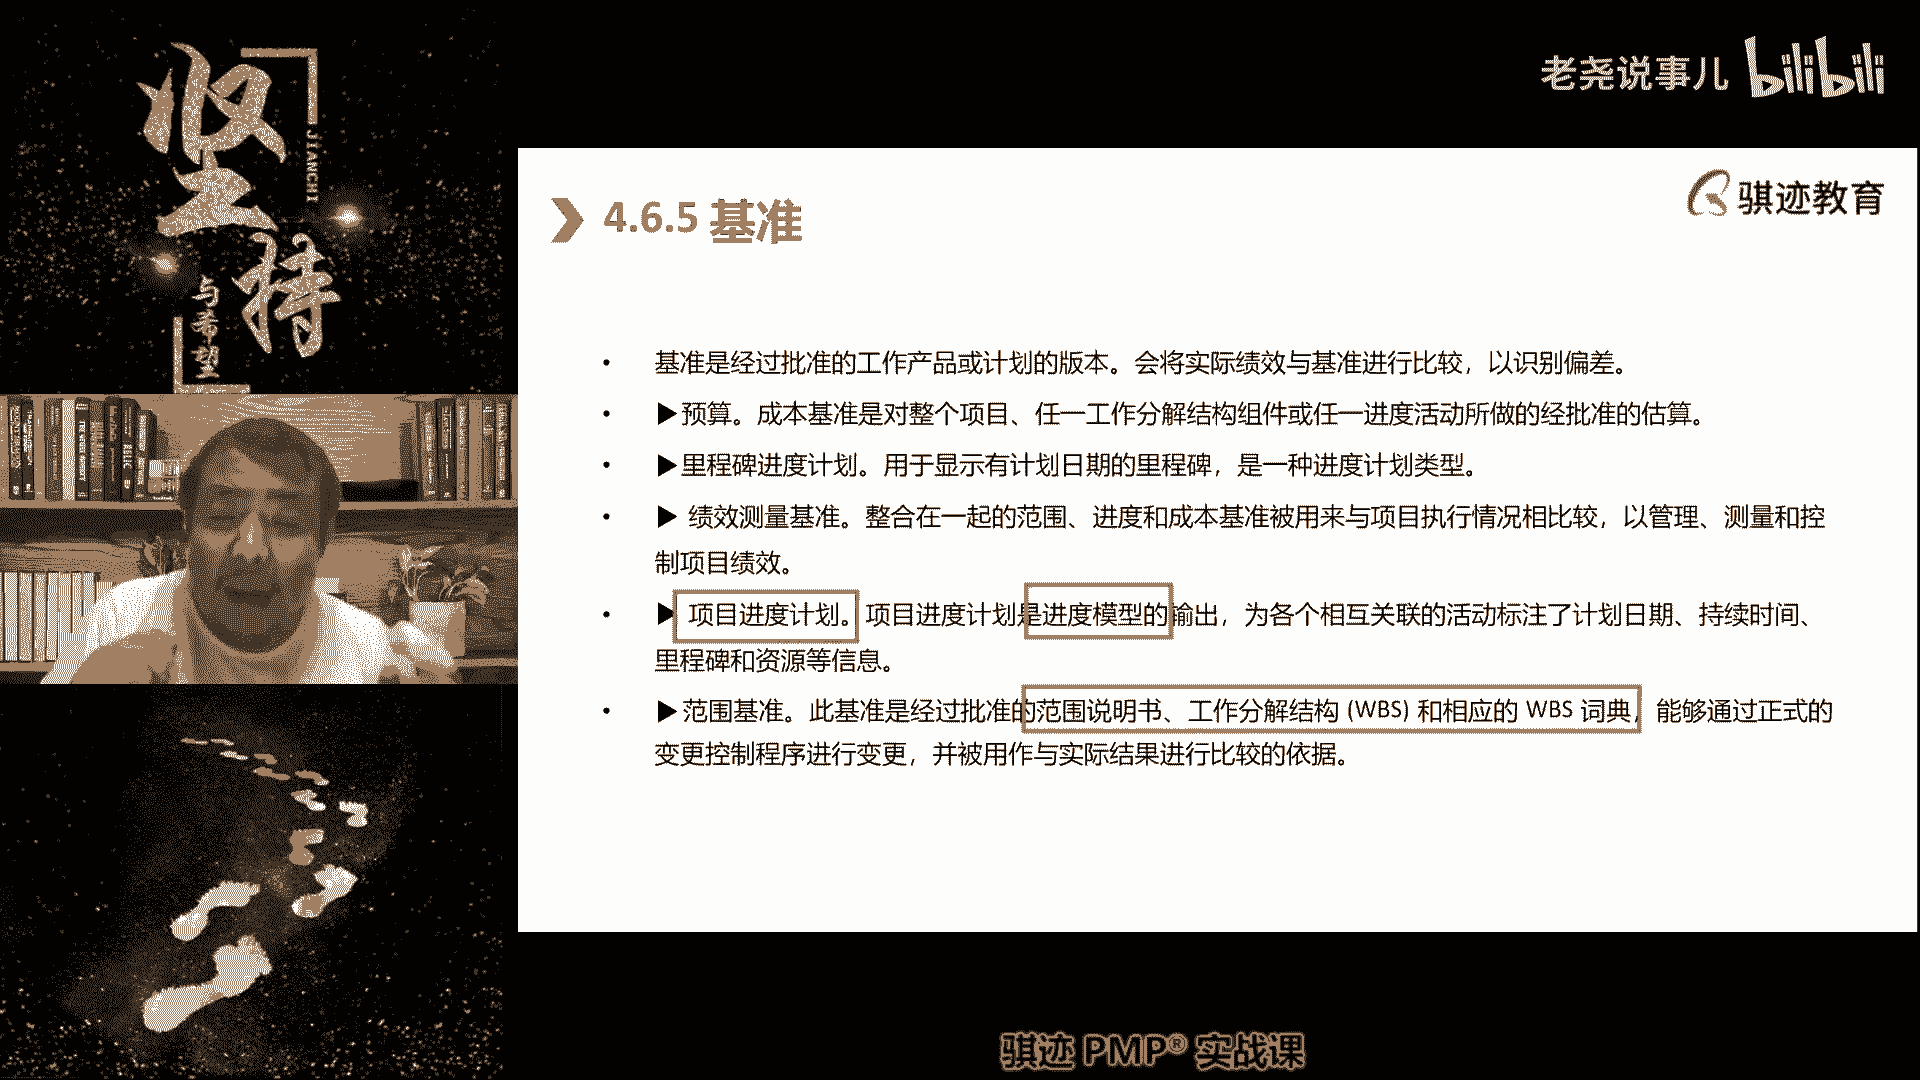 坚持
JIANCHI
与希望
老尧说事儿 bilibili
骐迹教育
4.6.5 基准
• 基准是经过批准的工作产品或计划的版本。会将实际绩效与基准进行比较，以识别偏差。
• ▶预算。成本基准是对整个项目、任一工作分解结构组件或任一进度活动所做的经批准的估算。
• ▶里程碑进度计划。用于显示有计划日期的里程碑，是一种进度计划类型。
• ▶ 绩效测量基准。整合在一起的范围、进度和成本基准被用来与项目执行情况相比较，以管理、测量和控
制项目绩效。
• ▶ 项目进度计划。项目进度计划是进度模型的输出，为各个相互关联的活动标注了计划日期、持续时间、
里程碑和资源等信息。
• ▶范围基准。此基准是经过批准的范围说明书、工作分解结构 (WBS) 和相应的 WBS 词典，能够通过正式的
变更控制程序进行变更，并被用作与实际结果进行比较的依据。
骐迹 PMP® 实战课